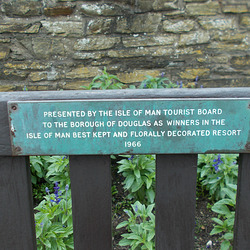 PRESENTED BY THE ISLE OF MAN TOURIST BOARD
TO THE BOROUGH OF DOUGLAS AS WINNERS IN THE
ISLE OF MAN BEST KEPT AND FLORALLY DECORATED RESORT
1966